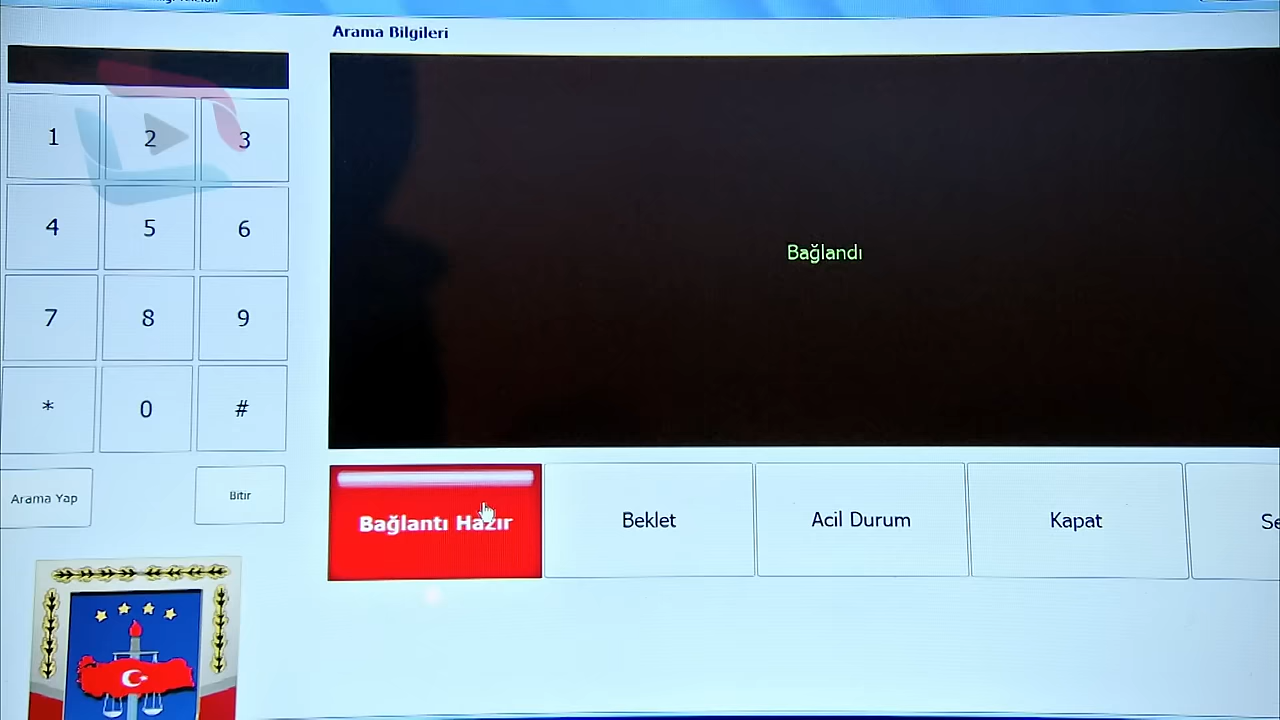 Arama Bilgileri
1 2 3
4 5 6
7 8 9
* 0 #
Bağlandı
Arama Yap
Bitir
Bağlantı Hazır
Beklet
Acil Durum
Kapat